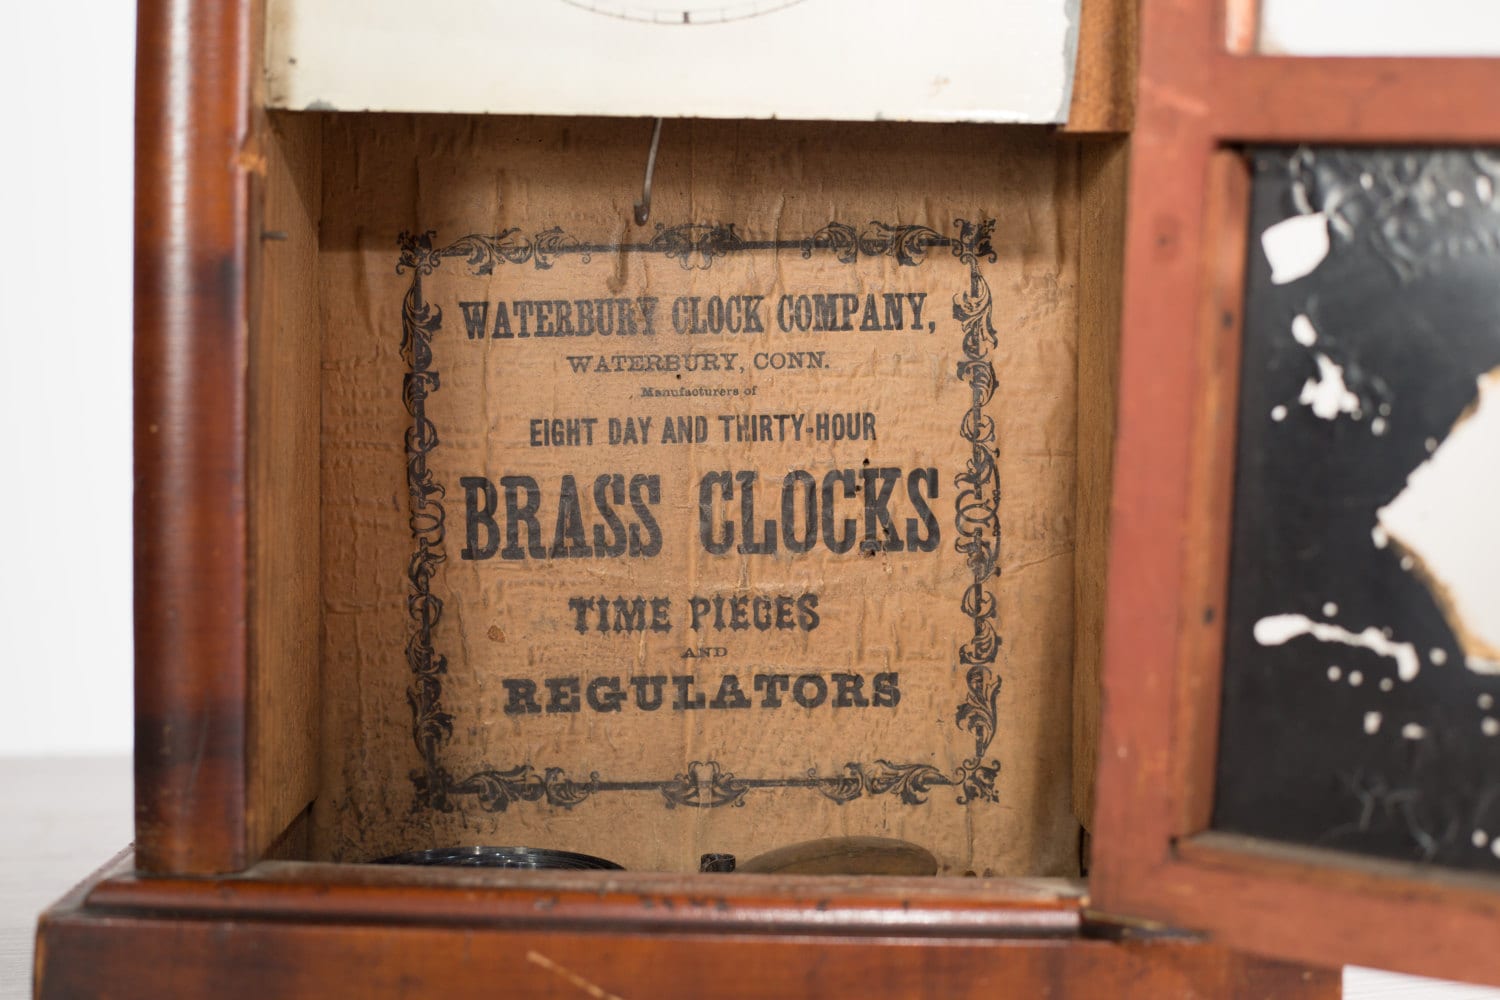 WATERBURY CLOCK COMPANY,
WATERBURY, CONN.
Manufacturers of
EIGHT DAY AND THIRTY-HOUR
BRASS CLOCKS
TIME PIECES
AND
REGULATORS